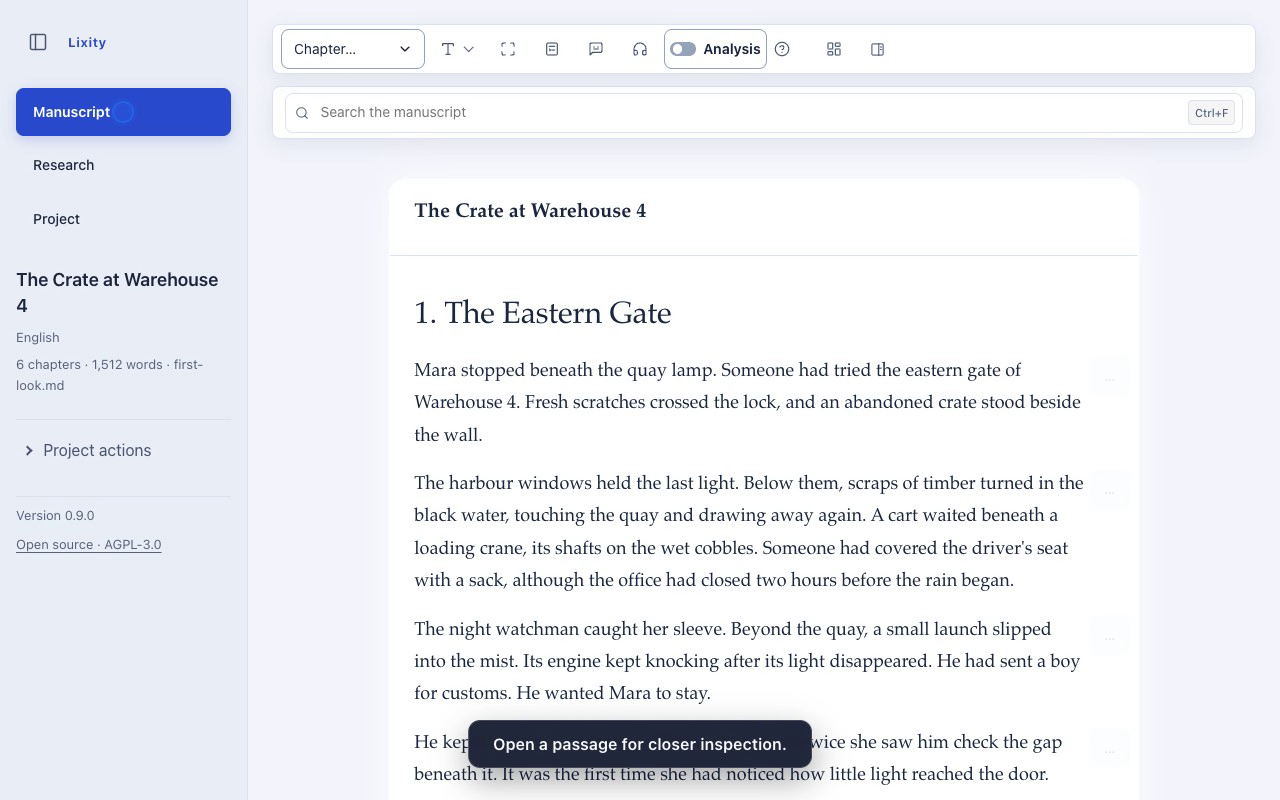 Lixity
Manuscript
Research
Project
The Crate at Warehouse
4
English
6 chapters · 1,512 words · first-
look.md
Project actions
Version 0.9.0
Open source · AGPL-3.0
Chapter...
Analysis
Search the manuscript
Ctrl+F
The Crate at Warehouse 4
1. The Eastern Gate
Mara stopped beneath the quay lamp. Someone had tried the eastern gate of
Warehouse 4. Fresh scratches crossed the lock, and an abandoned crate stood beside
the wall.
The harbour windows held the last light. Below them, scraps of timber turned in the
black water, touching the quay and drawing away again. A cart waited beneath a
loading crane, its shafts on the wet cobbles. Someone had covered the driver's seat
with a sack, although the office had closed two hours before the rain began.
The night watchman caught her sleeve. Beyond the quay, a small launch slipped
into the mist. Its engine kept knocking after its light disappeared. He had sent a boy
for customs. He wanted Mara to stay.
He
she saw him check the gap
beneath it. It was the first time she had noticed how little light reached the door.
Open a passage for closer inspection.